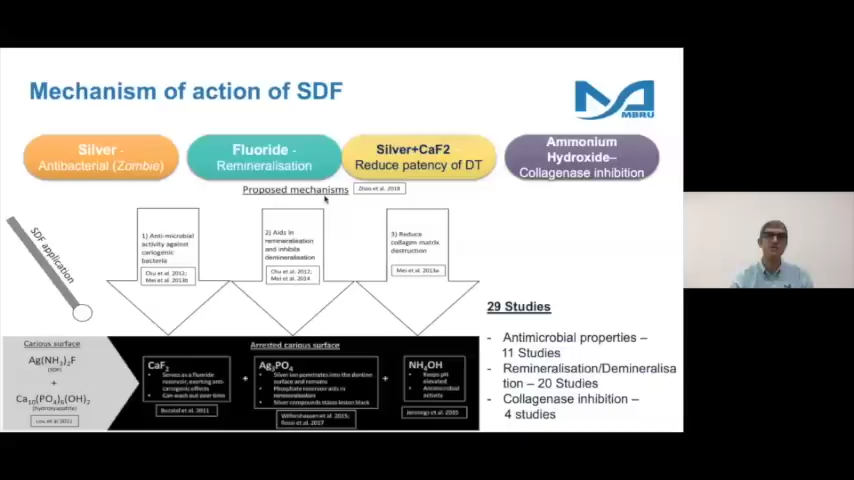 Mechanism of action of SDF
MBRU
Silver -
Antibacterial (Zombie)
Fluoride -
Remineralisation
Silver+CaF2
Reduce patency of DT
Ammonium
Hydroxide–
Collagenase inhibition
Proposed mechanisms
Zhao et al. 2018
SDF application
1) Anti-microbial
activity against
cariogenic
bacteria
Chu et al. 2012;
Mei et al. 2013b
2) Aids in
remineralisation
and inhibits
demineralisation
Chu et al. 2012;
Mei et al. 2014
3) Reduce
collagen matrix
destruction
Mei et al. 2013a
Carious surface
Ag(NH3)2F
(SDF)
+
Ca10(PO4)6(OH)2
(hydroxyapatite)
Arrested carious surface
CaF2
• Serves as a fluoride
reservoir, exerting anti-
cariogenic effects
• Can wash out over time
Buzalaf et al. 2011
+
Ag3PO4
• Silver ion penetrates into the dentine
surface and remains
• Phosphate reservoir aids in
remineralisation
• Silver compounds stains lesion black
Willershausen et al. 2015;
Rossi et al. 2017
+
NH4OH
• Keeps pH
elevated
• Antimicrobial
activity
29 Studies
- Antimicrobial properties –
11 Studies
- Remineralisation/Demineralisa
tion – 20 Studies
- Collagenase inhibition –
4 studies